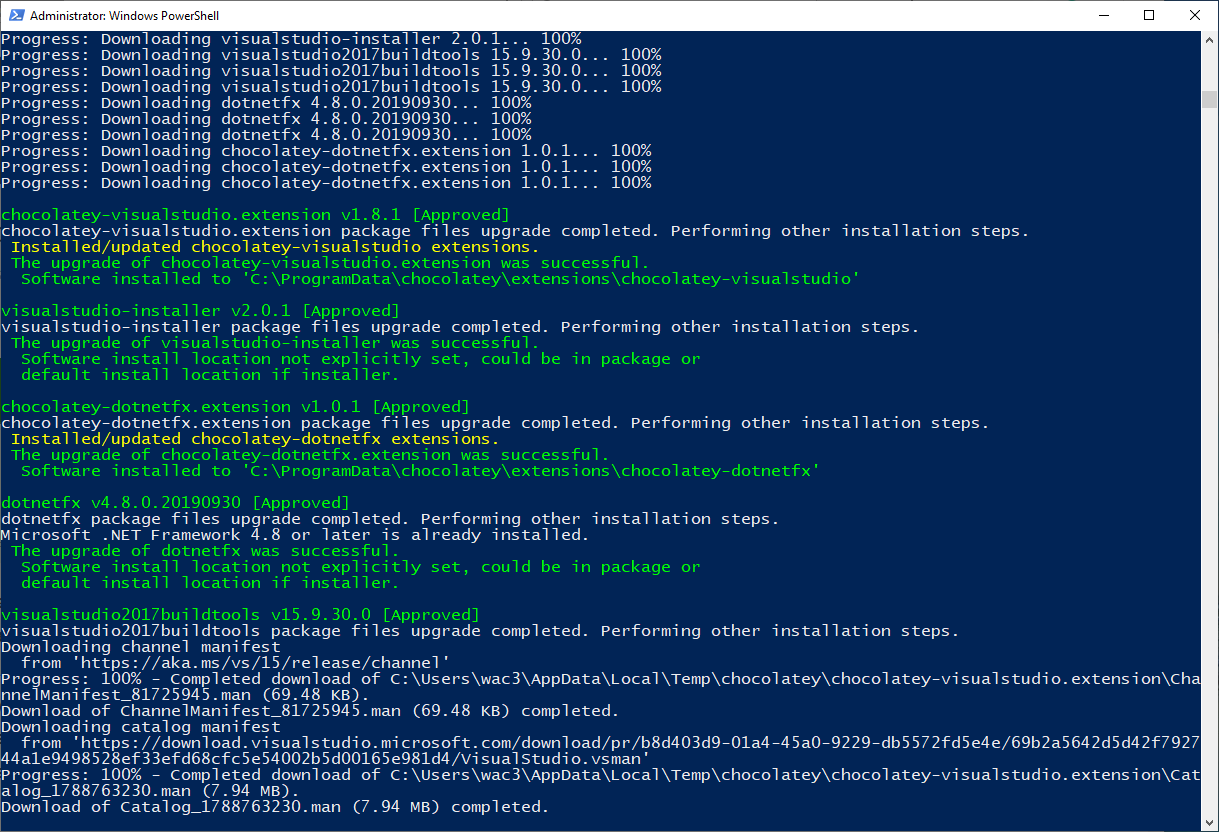 Administrator: Windows PowerShell
Progress: Downloading visualstudio-installer 2.0.1... 100%
Progress: Downloading visualstudio2017buildtools 15.9.30.0... 100%
Progress: Downloading visualstudio2017buildtools 15.9.30.0... 100%
Progress: Downloading visualstudio2017buildtools 15.9.30.0... 100%
Progress: Downloading dotnetfx 4.8.0.20190930... 100%
Progress: Downloading dotnetfx 4.8.0.20190930... 100%
Progress: Downloading dotnetfx 4.8.0.20190930... 100%
Progress: Downloading chocolatey-dotnetfx.extension 1.0.1... 100%
Progress: Downloading chocolatey-dotnetfx.extension 1.0.1... 100%
Progress: Downloading chocolatey-dotnetfx.extension 1.0.1... 100%
chocolatey-visualstudio.extension v1.8.1 [Approved]
chocolatey-visualstudio.extension package files upgrade completed. Performing other installation steps.
Installed/updated chocolatey-visualstudio extensions.
The upgrade of chocolatey-visualstudio.extension was successful.
Software installed to 'C:\ProgramData\chocolatey\extensions\chocolatey-visualstudio'
visualstudio-installer v2.0.1 [Approved]
visualstudio-installer package files upgrade completed. Performing other installation steps.
The upgrade of visualstudio-installer was successful.
Software install location not explicitly set, could be in package or
default install location if installer.
chocolatey-dotnetfx.extension v1.0.1 [Approved]
chocolatey-dotnetfx.extension package files upgrade completed. Performing other installation steps.
Installed/updated chocolatey-dotnetfx extensions.
The upgrade of chocolatey-dotnetfx.extension was successful.
Software installed to 'C:\ProgramData\chocolatey\extensions\chocolatey-dotnetfx'
dotnetfx v4.8.0.20190930 [Approved]
dotnetfx package files upgrade completed. Performing other installation steps.
Microsoft .NET Framework 4.8 or later is already installed.
The upgrade of dotnetfx was successful.
Software install location not explicitly set, could be in package or
default install location if installer.
visualstudio2017buildtools v15.9.30.0 [Approved]
visualstudio2017buildtools package files upgrade completed. Performing other installation steps.
Downloading channel manifest
from 'https://aka.ms/vs/15/release/channel'
Progress: 100% - Completed download of C:\Users\wac3\AppData\Local\Temp\chocolatey\chocolatey-visualstudio.extension\Cha
nnelManifest_81725945.man (69.48 KB).
Download of ChannelManifest_81725945.man (69.48 KB) completed.
Downloading catalog manifest
from 'https://download.visualstudio.microsoft.com/download/pr/b8d403d9-01a4-45a0-9229-db5572fd5e4e/69b2a5642d5d42f7927
44a1e9498528ef33efd68cfc5e54002b5d00165e981d4/VisualStudio.vsman'
Progress: 100% - Completed download of C:\Users\wac3\AppData\Local\Temp\chocolatey\chocolatey-visualstudio.extension\Cat
alog_1788763230.man (7.94 MB).
Download of Catalog_1788763230.man (7.94 MB) completed.